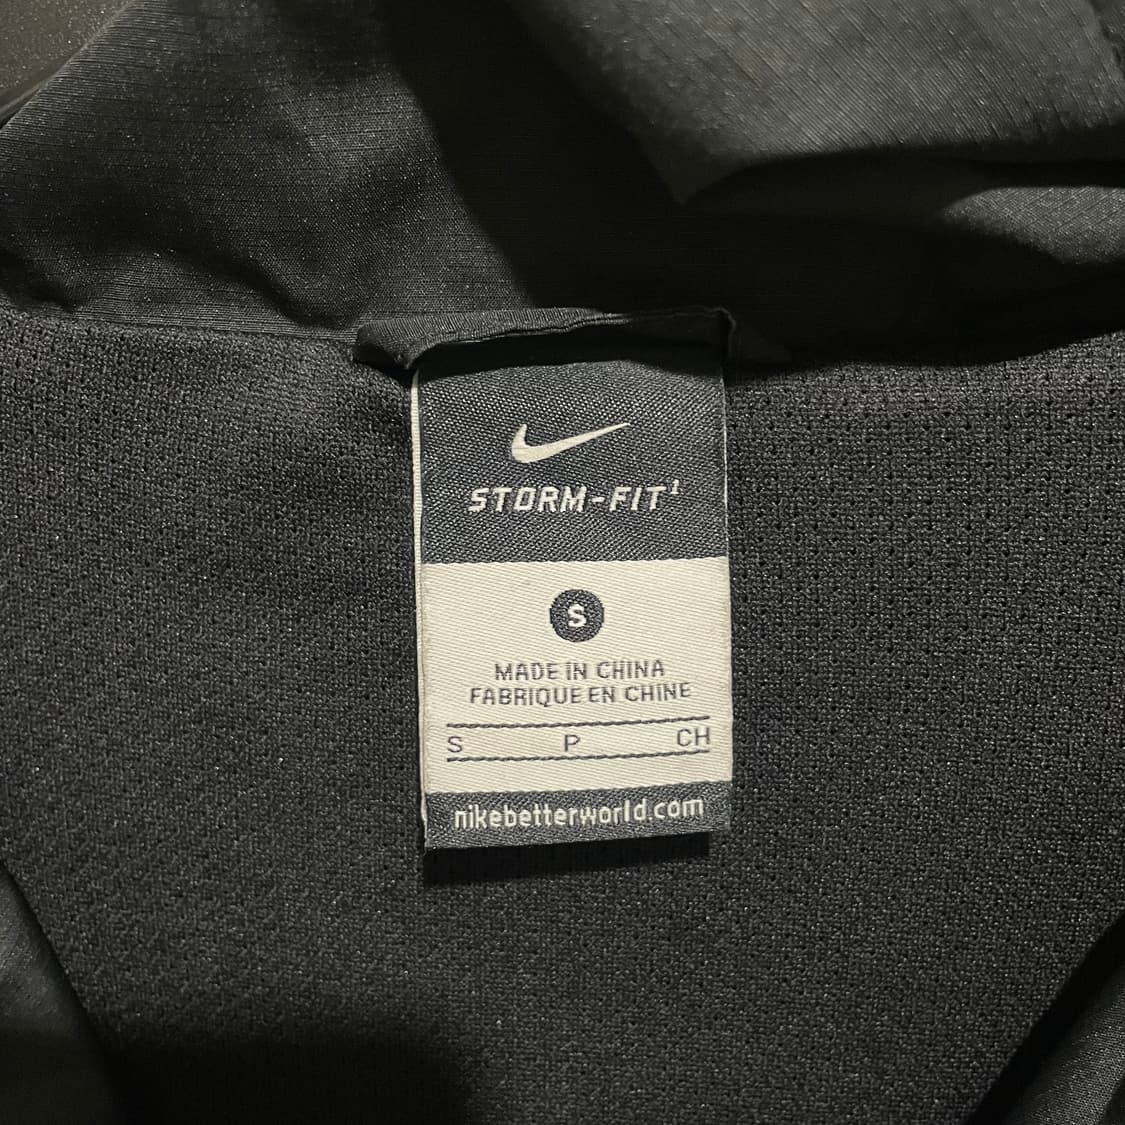 STORM-FIT¹
S
MADE IN CHINA
FABRIQUE EN CHINE
S P CH
nikebetterworld.com